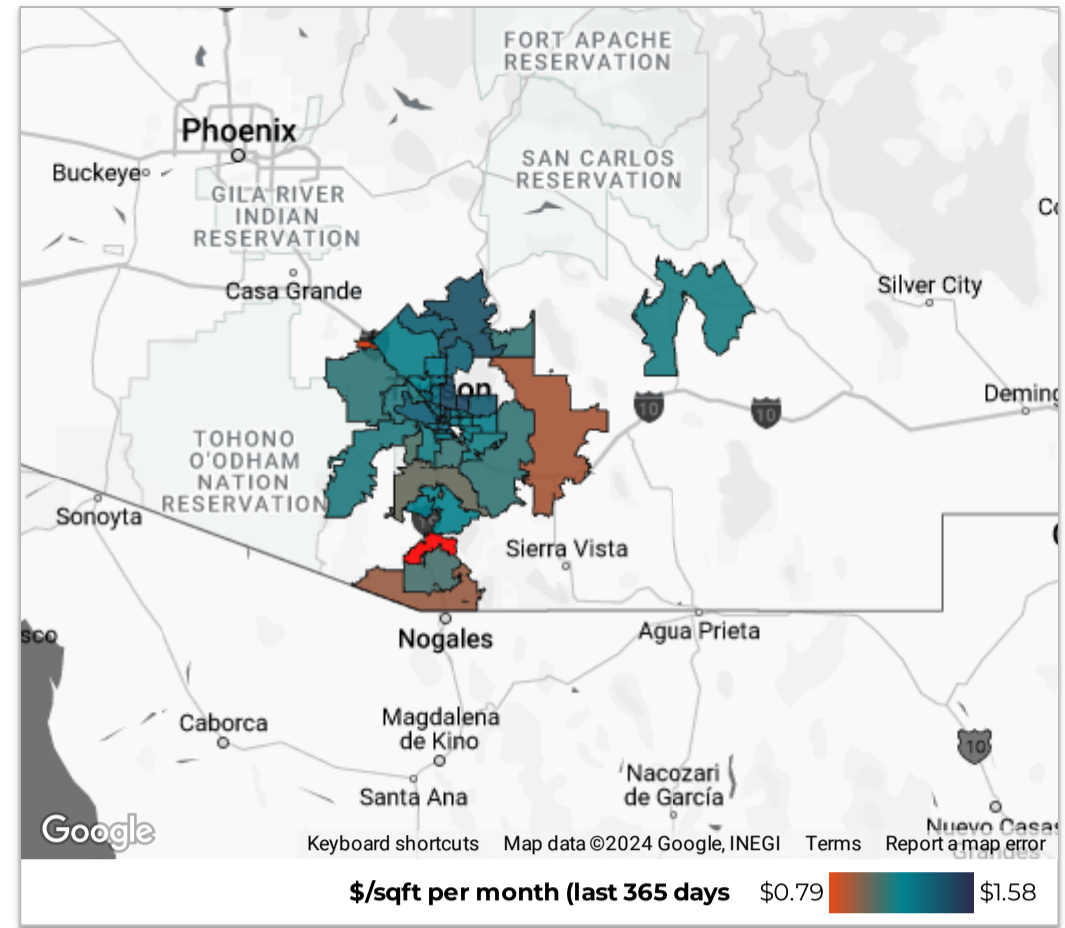 FORT APACHE
RESERVATION
Phoenix
Buckeye
SAN CARLOS
RESERVATION
GILA RIVER
INDIAN
RESERVATION
Casa Grande
Silver City
on
10
10
Deming
TOHONO
O'ODHAM
NATION
RESERVATION
Sonoyta
Sierra Vista
Nogales
Agua Prieta
sco
Caborca
Magdalena
de Kino
10
Santa Ana
Nacozari
de García
Nuevo Casas
Grandes
Google
Keyboard shortcuts Map data ©2024 Google, INEGI Terms Report a map error
$/sqft per month (last 365 days $0.79 $1.58